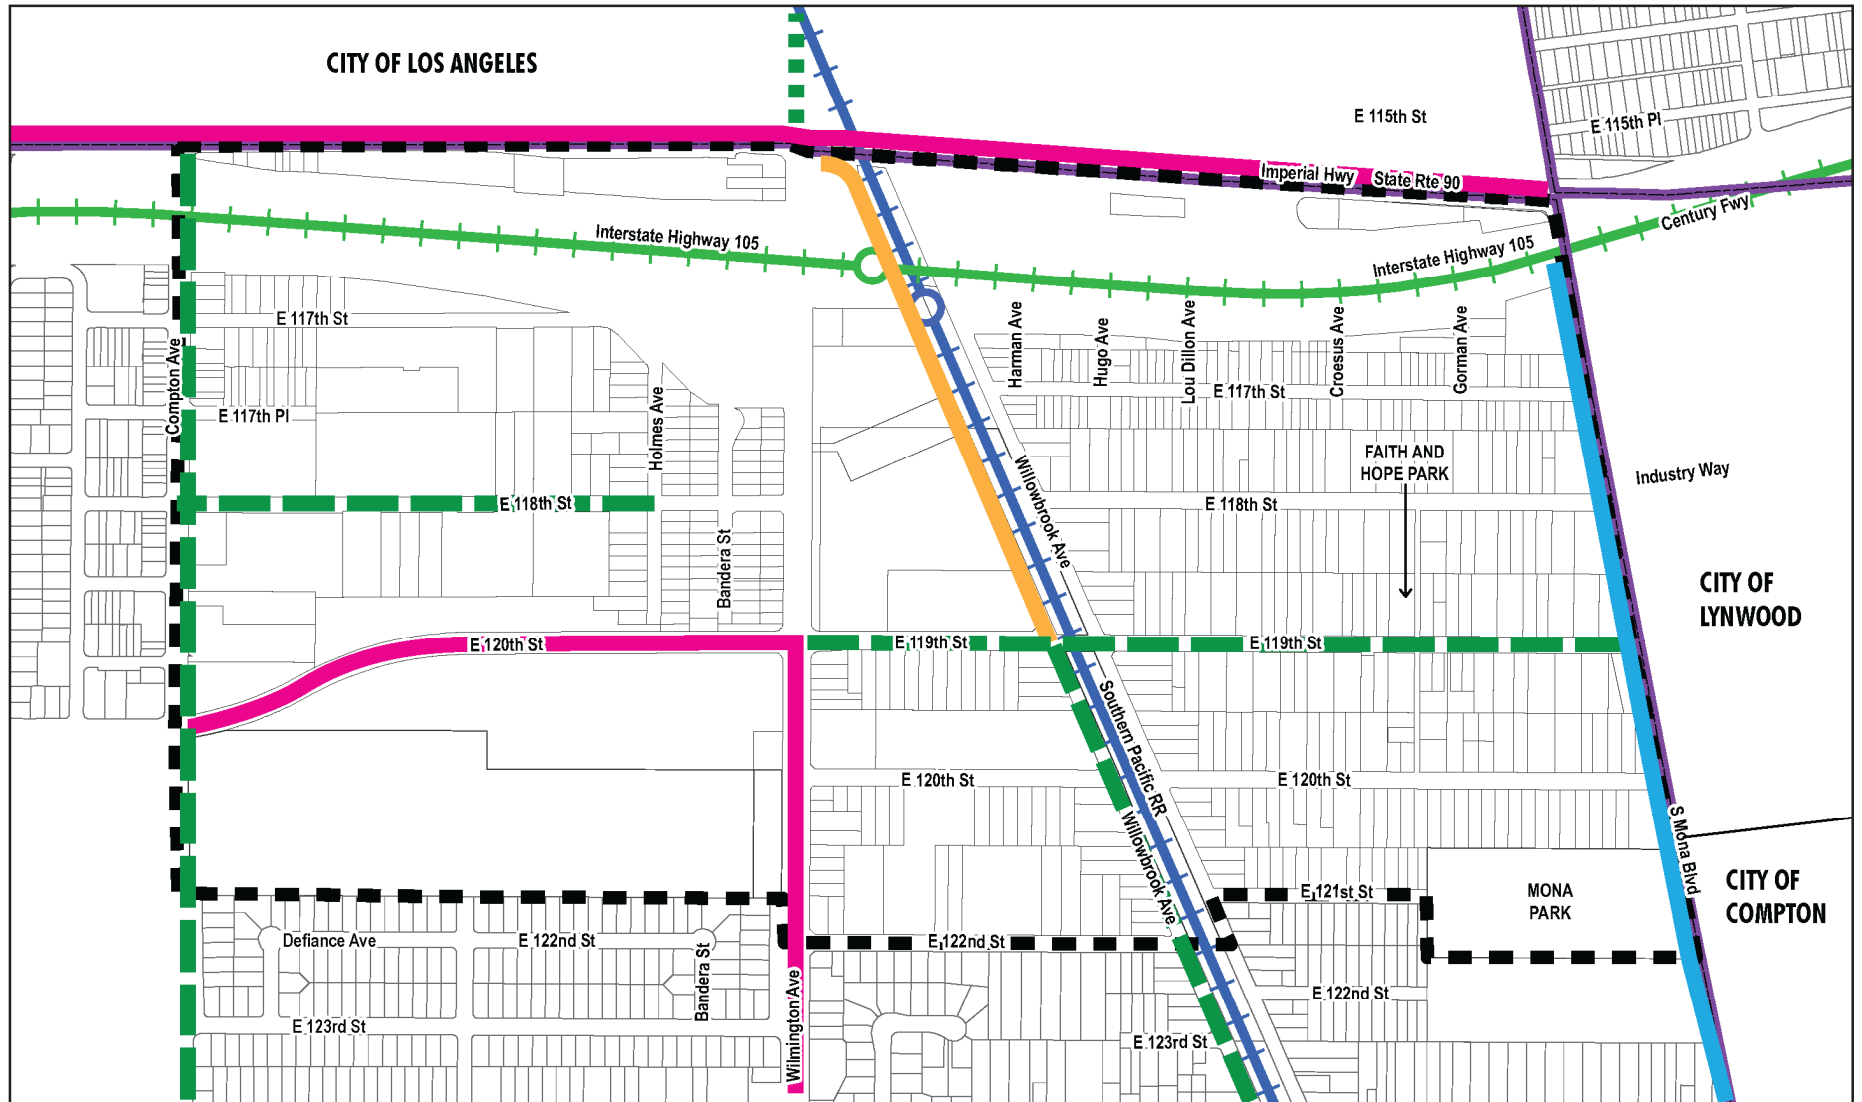 CITY OF LOS ANGELES
E 115th St
E 115th Pl
Imperial Hwy
State Rte 90
Century Fwy
Interstate Highway 105
Interstate Highway 105
E 117th St
Compton Ave
E 117th Pl
Holmes Ave
Harman Ave
Hugo Ave
Lou Dillon Ave
Croesus Ave
Gorman Ave
E 117th St
FAITH AND
HOPE PARK
Industry Way
Willowbrook Ave
E 118th St
E 118th St
Bandera St
CITY OF
LYNWOOD
E 120th St
E 119th St
E 119th St
Southern Pacific RR
E 120th St
E 120th St
S Mona Blvd
Willowbrook Ave
E 121st St
MONA
PARK
CITY OF
COMPTON
Defiance Ave
E 122nd St
Bandera St
E 122nd St
E 122nd St
Wilmington Ave
E 123rd St
E 123rd St